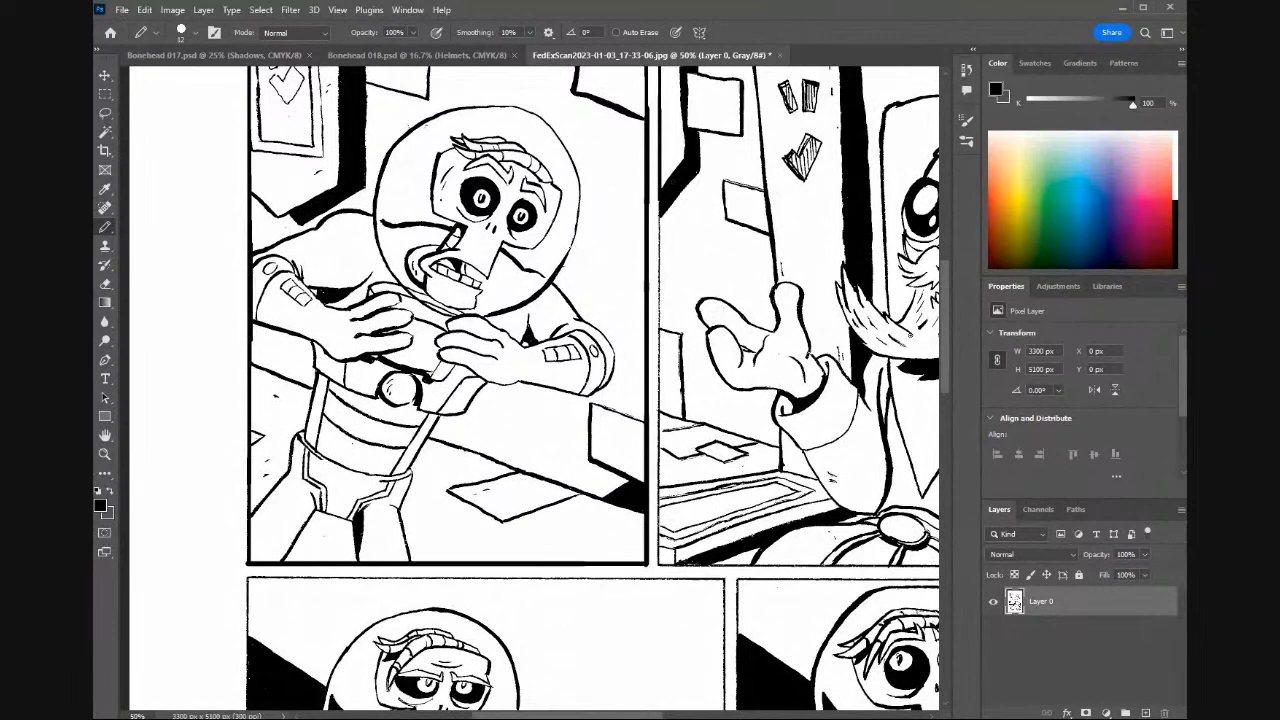 File Edit Image Layer Type Select Filter 3D View Plugins Window Help
12 Mode: Normal Opacity: 100% Smoothing: 10% 0° Auto Erase Share
Bonehead 017.psd @ 25% (Shadows, CMYK/8) × Bonehead 018.psd @ 16.7% (Helmets, CMYK/8) × FedExScan2023-01-03_17-33-06.jpg @ 50% (Layer 0, Gray/8#) * ×
Color Swatches Gradients Patterns
K 100 %
Properties Adjustments Libraries
Pixel Layer
Transform
W 3300 px X 0 px
H 5100 px Y 0 px
0.00°
Align and Distribute
Align:
Layers Channels Paths
Kind
Normal Opacity: 100%
Lock: Fill: 100%
Layer 0
50% 3300 px x 5100 px (300 ppi)